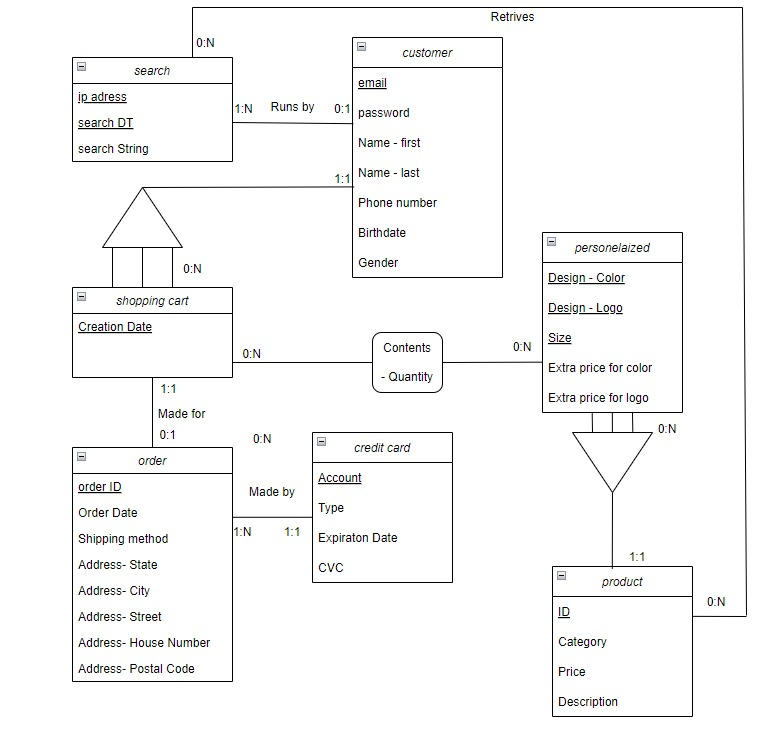 Retrives
0:N
search
ip adress
search DT
search String
1:N
Runs by
0:1
customer
email
password
Name - first
Name - last
Phone number
Birthdate
Gender
1:1
0:N
shopping cart
Creation Date
0:N
Contents
- Quantity
0:N
personelaized
Design - Color
Design - Logo
Size
Extra price for color
Extra price for logo
0:N
1:1
Made for
0:1
order
order ID
Order Date
Shipping method
Address- State
Address- City
Address- Street
Address- House Number
Address- Postal Code
0:N
Made by
1:N
1:1
credit card
Account
Type
Expiraton Date
CVC
1:1
product
ID
Category
Price
Description
0:N